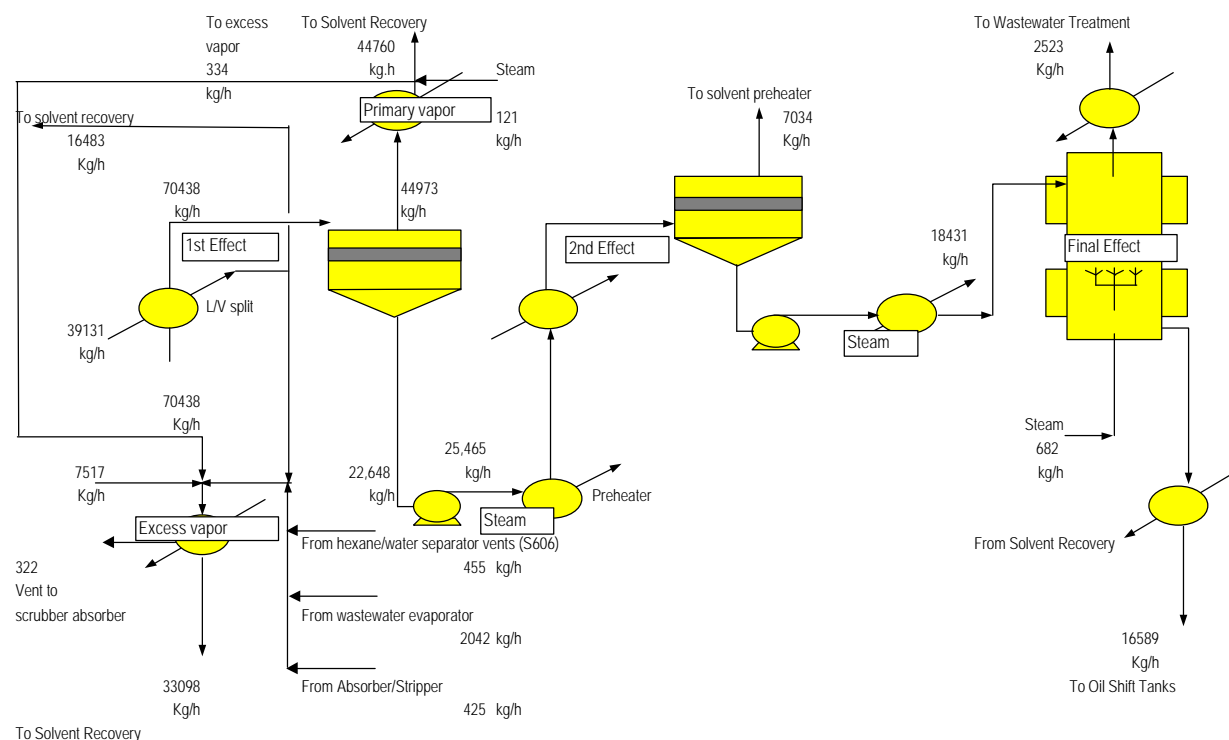 To excess
vapor
334
kg/h
To Solvent Recovery
44760
kg.h
Steam
Primary vapor
121
kg/h
To solvent recovery
16483
Kg/h
70438
kg/h
44973
kg/h
1st Effect
L/V split
39131
kg/h
70438
Kg/h
7517
Kg/h
Excess vapor
322
Vent to
scrubber absorber
33098
Kg/h
To Solvent Recovery
22,648
kg/h
25,465
kg/h
Steam
Preheater
From hexane/water separator vents (S606)
455 kg/h
From wastewater evaporator
2042 kg/h
From Absorber/Stripper
425 kg/h
2nd Effect
To solvent preheater
7034
Kg/h
Steam
18431
kg/h
To Wastewater Treatment
2523
Kg/h
Final Effect
Steam
682
kg/h
From Solvent Recovery
16589
Kg/h
To Oil Shift Tanks